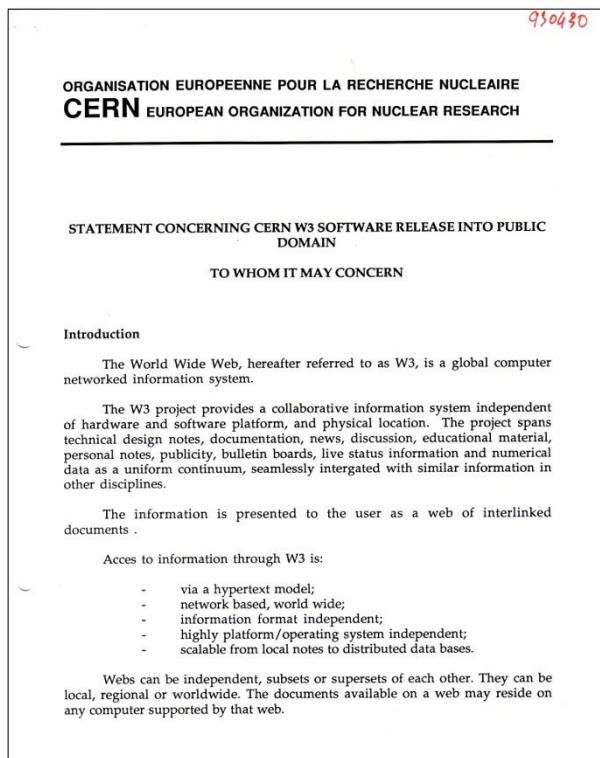 930430
ORGANISATION EUROPEENNE POUR LA RECHERCHE NUCLEAIRE
CERN EUROPEAN ORGANIZATION FOR NUCLEAR RESEARCH
STATEMENT CONCERNING CERN W3 SOFTWARE RELEASE INTO PUBLIC
DOMAIN
TO WHOM IT MAY CONCERN
Introduction
The World Wide Web, hereafter referred to as W3, is a global computer
networked information system.
The W3 project provides a collaborative information system independent
of hardware and software platform, and physical location. The project spans
technical design notes, documentation, news, discussion, educational material,
personal notes, publicity, bulletin boards, live status information and numerical
data as a uniform continuum, seamlessly intergated with similar information in
other disciplines.
The information is presented to the user as a web of interlinked
documents .
Acces to information through W3 is:
- via a hypertext model;
- network based, world wide;
- information format independent;
- highly platform/operating system independent;
- scalable from local notes to distributed data bases.
Webs can be independent, subsets or supersets of each other. They can be
local, regional or worldwide. The documents available on a web may reside on
any computer supported by that web.